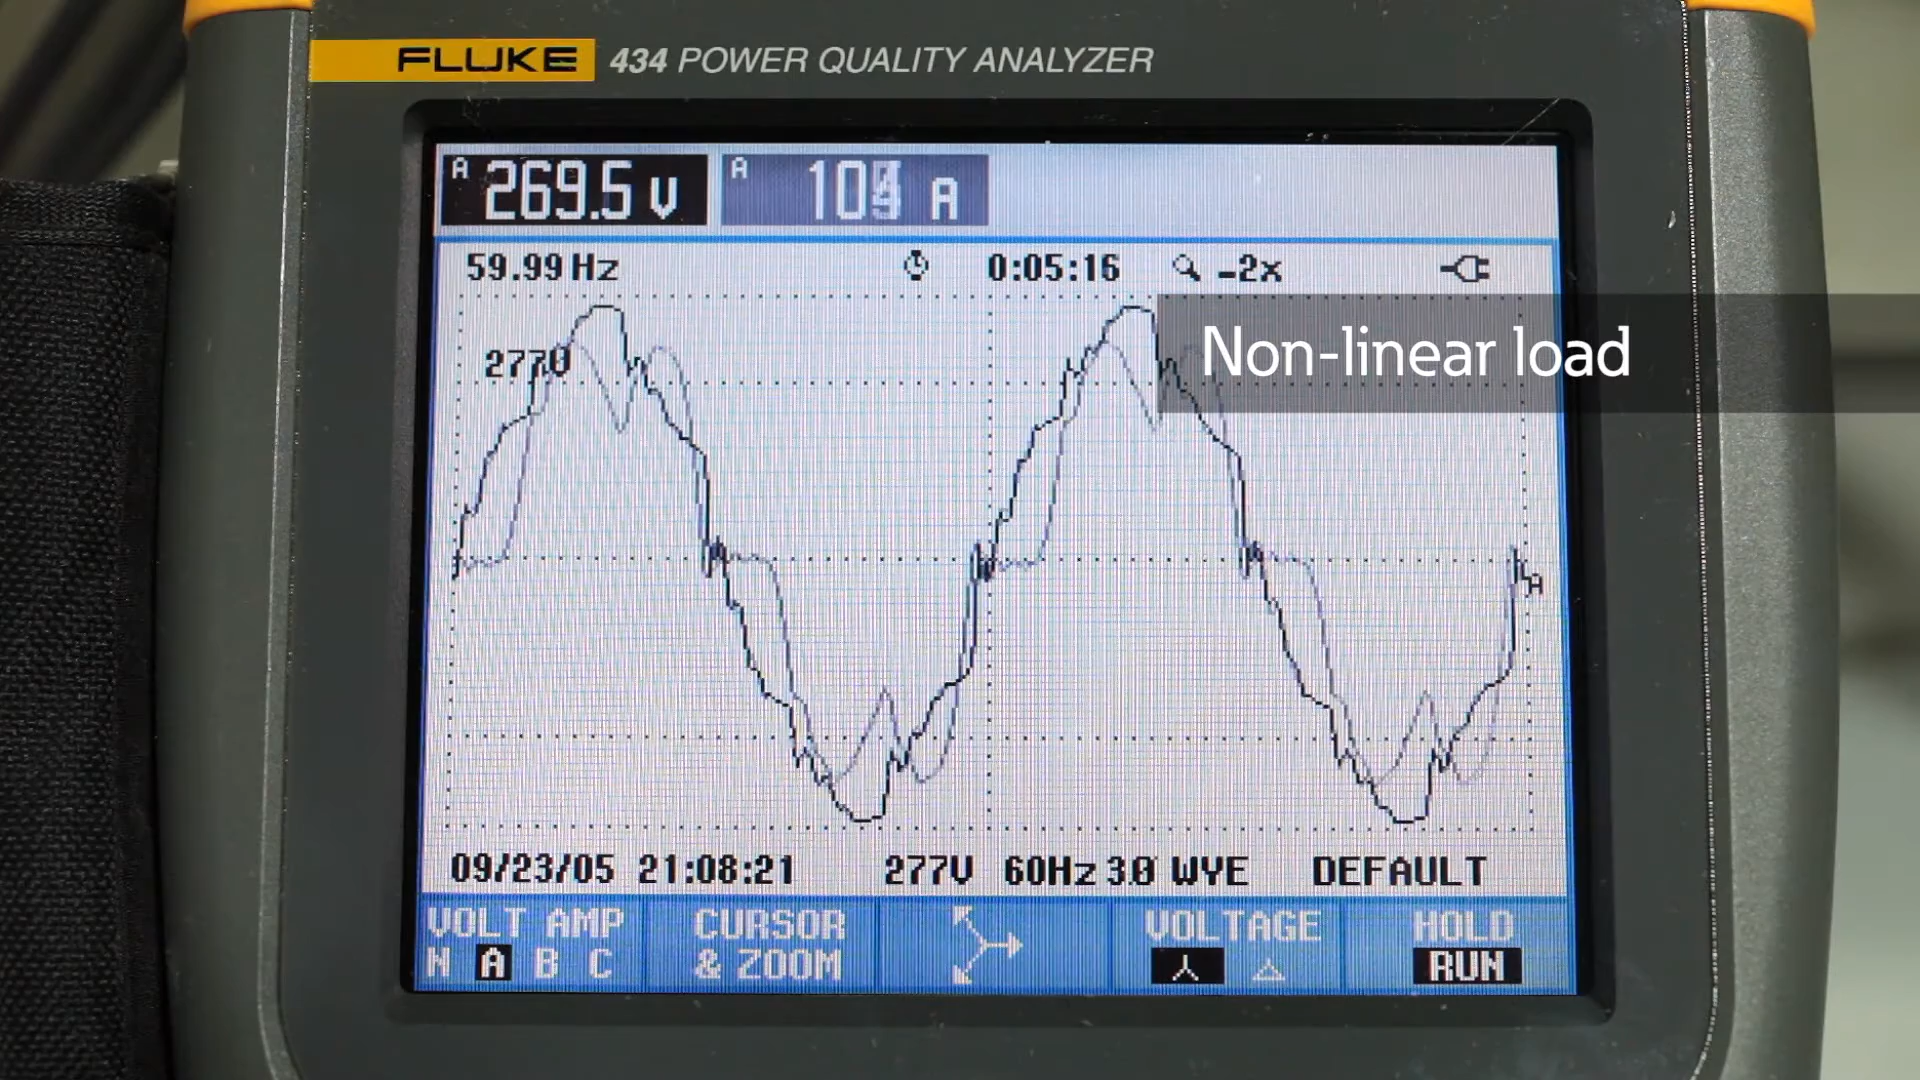 FLUKE 434 POWER QUALITY ANALYZER
A 269.5 V A A
59.99 Hz 0:05:16 -2x
Non-linear load
277V
A
09/23/05 21:08:21 277V 60Hz 3Ø WYE DEFAULT
VOLT AMP CURSOR VOLTAGE HOLD
N A B C & ZOOM RUN